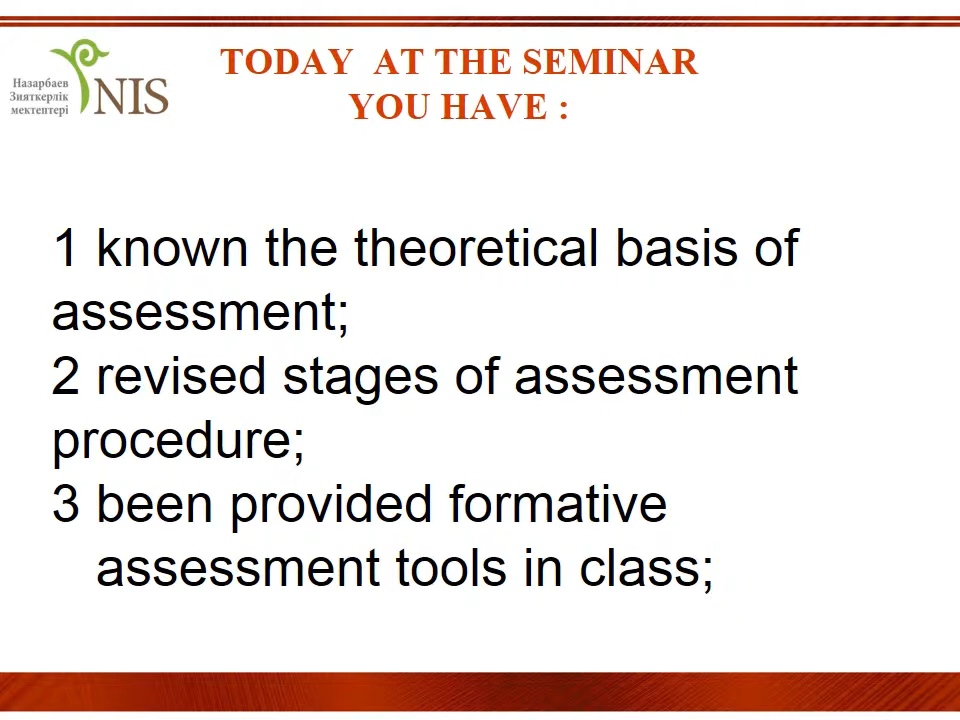 Назарбаев
Зияткерлік
мектептері
NIS
TODAY AT THE SEMINAR
YOU HAVE :
1 known the theoretical basis of
assessment;
2 revised stages of assessment
procedure;
3 been provided formative
assessment tools in class;